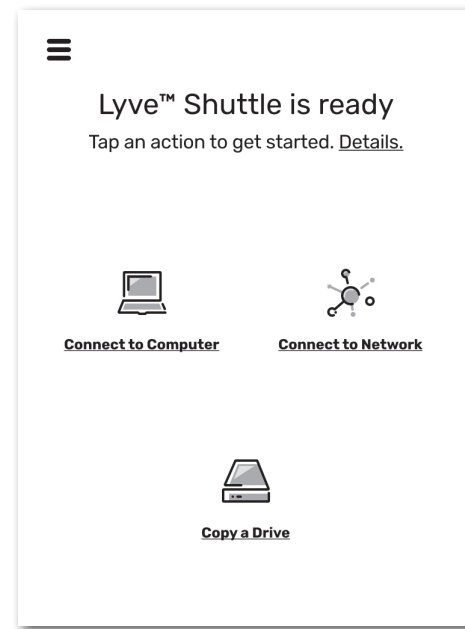 Lyve™ Shuttle is ready
Tap an action to get started. Details.
Connect to Computer
Connect to Network
Copy a Drive